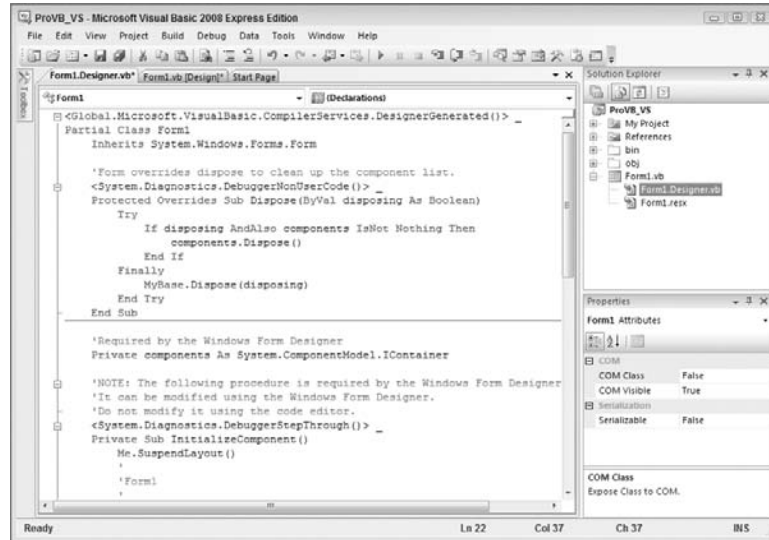 ProVB_VS - Microsoft Visual Basic 2008 Express Edition
File Edit View Project Build Debug Data Tools Window Help
Form1.Designer.vb* Form1.vb [Design]* Start Page
Toolbox
Form1 (Declarations)
<Global.Microsoft.VisualBasic.CompilerServices.DesignerGenerated()> _
Partial Class Form1
Inherits System.Windows.Forms.Form
'Form overrides dispose to clean up the component list.
<System.Diagnostics.DebuggerNonUserCode()> _
Protected Overrides Sub Dispose(ByVal disposing As Boolean)
Try
If disposing AndAlso components IsNot Nothing Then
components.Dispose()
End If
Finally
MyBase.Dispose(disposing)
End Try
End Sub
'Required by the Windows Form Designer
Private components As System.ComponentModel.IContainer
'NOTE: The following procedure is required by the Windows Form Designer
'It can be modified using the Windows Form Designer.
'Do not modify it using the code editor.
<System.Diagnostics.DebuggerStepThrough()> _
Private Sub InitializeComponent()
Me.SuspendLayout()
'
'Form1
'
Solution Explorer
ProVB_VS
My Project
References
bin
obj
Form1.vb
Form1.Designer.vb
Form1.resx
Properties
Form1 Attributes
COM
COM Class False
COM Visible True
Serialization
Serializable False
COM Class
Expose Class to COM.
Ready Ln 22 Col 37 Ch 37 INS